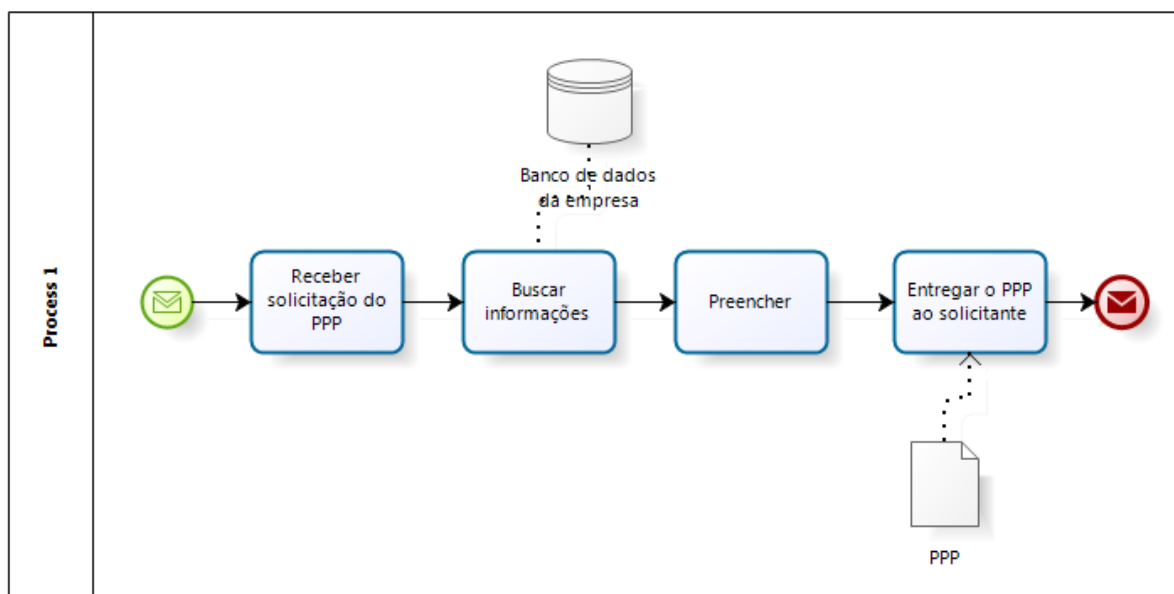 Process 1
Banco de dados
da empresa
Receber
solicitação do
PPP
Buscar
informações
Preencher
Entregar o PPP
ao solicitante
PPP